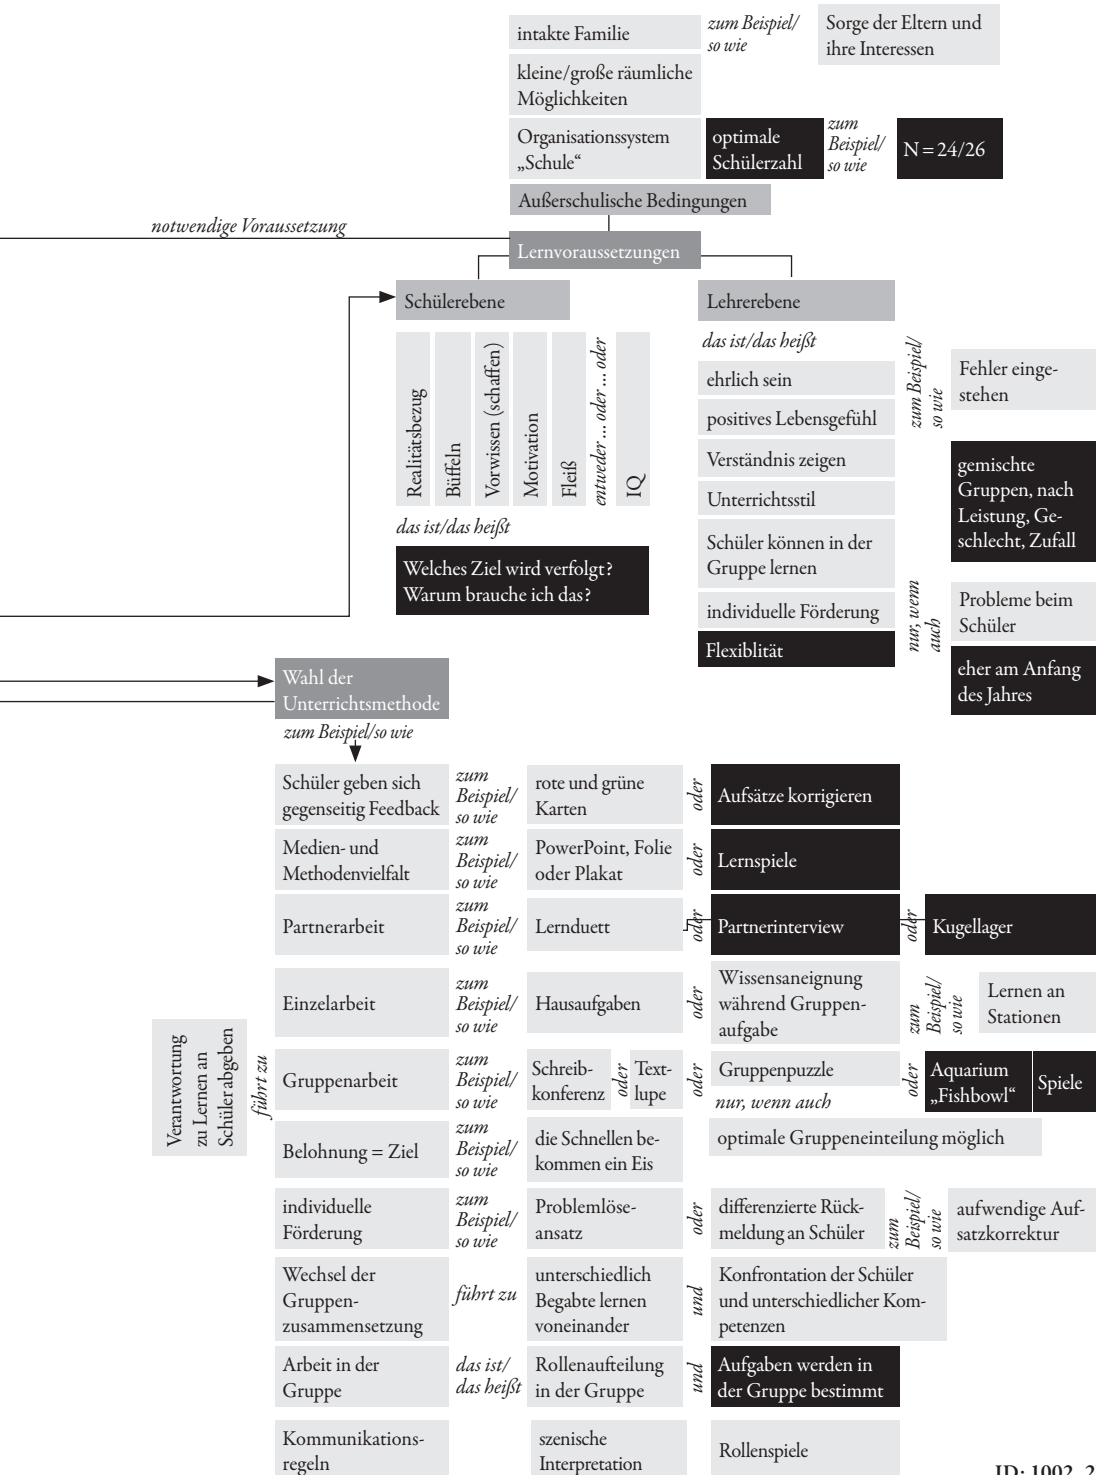 intakte Familie
zum Beispiel/
so wie
Sorge der Eltern und
ihre Interessen
kleine/große räumliche
Möglichkeiten
Organisationssystem
„Schule“
optimale
Schülerzahl
zum
Beispiel/
so wie
N = 24/26
Außerschulische Bedingungen
notwendige Voraussetzung
Lernvoraussetzungen
Schülerebene
Realitätsbezug
Büffeln
Vorwissen (schaffen)
Motivation
Fleiß
entweder ... oder ... oder
IQ
das ist/das heißt
Welches Ziel wird verfolgt?
Warum brauche ich das?
Lehrerebene
das ist/das heißt
ehrlich sein
positives Lebensgefühl
zum Beispiel/
so wie
Fehler einge-
stehen
Verständnis zeigen
Unterrichtsstil
Schüler können in der
Gruppe lernen
gemischte
Gruppen, nach
Leistung, Ge-
schlecht, Zufall
individuelle Förderung
Flexiblität
nur, wenn
auch
Probleme beim
Schüler
eher am Anfang
des Jahres
Wahl der
Unterrichtsmethode
zum Beispiel/so wie
Schüler geben sich
gegenseitig Feedback
zum
Beispiel/
so wie
rote und grüne
Karten
oder
Aufsätze korrigieren
Medien- und
Methodenvielfalt
zum
Beispiel/
so wie
PowerPoint, Folie
oder Plakat
oder
Lernspiele
Partnerarbeit
zum
Beispiel/
so wie
Lernduett
oder
Partnerinterview
oder
Kugellager
Einzelarbeit
zum
Beispiel/
so wie
Hausaufgaben
oder
Wissensaneignung
während Gruppen-
aufgabe
zum
Beispiel/
so wie
Lernen an
Stationen
Verantwortung
zu Lernen an
Schüler abgeben
führt zu
Gruppenarbeit
zum
Beispiel/
so wie
Schreib-
konferenz
oder
Text-
lupe
oder
Gruppenpuzzle
oder
Aquarium
„Fishbowl“
Spiele
nur, wenn auch
optimale Gruppeneinteilung möglich
Belohnung = Ziel
zum
Beispiel/
so wie
die Schnellen be-
kommen ein Eis
individuelle
Förderung
zum
Beispiel/
so wie
Problemlöse-
ansatz
oder
differenzierte Rück-
meldung an Schüler
zum
Beispiel/
so wie
aufwendige Auf-
satzkorrektur
Wechsel der
Gruppen-
zusammensetzung
führt zu
unterschiedlich
Begabte lernen
voneinander
und
Konfrontation der Schüler
und unterschiedlicher Kom-
petenzen
Arbeit in der
Gruppe
das ist/
das heißt
Rollenaufteilung
in der Gruppe
und
Aufgaben werden in
der Gruppe bestimmt
Kommunikations-
regeln
szenische
Interpretation
Rollenspiele
ID: 1002_2